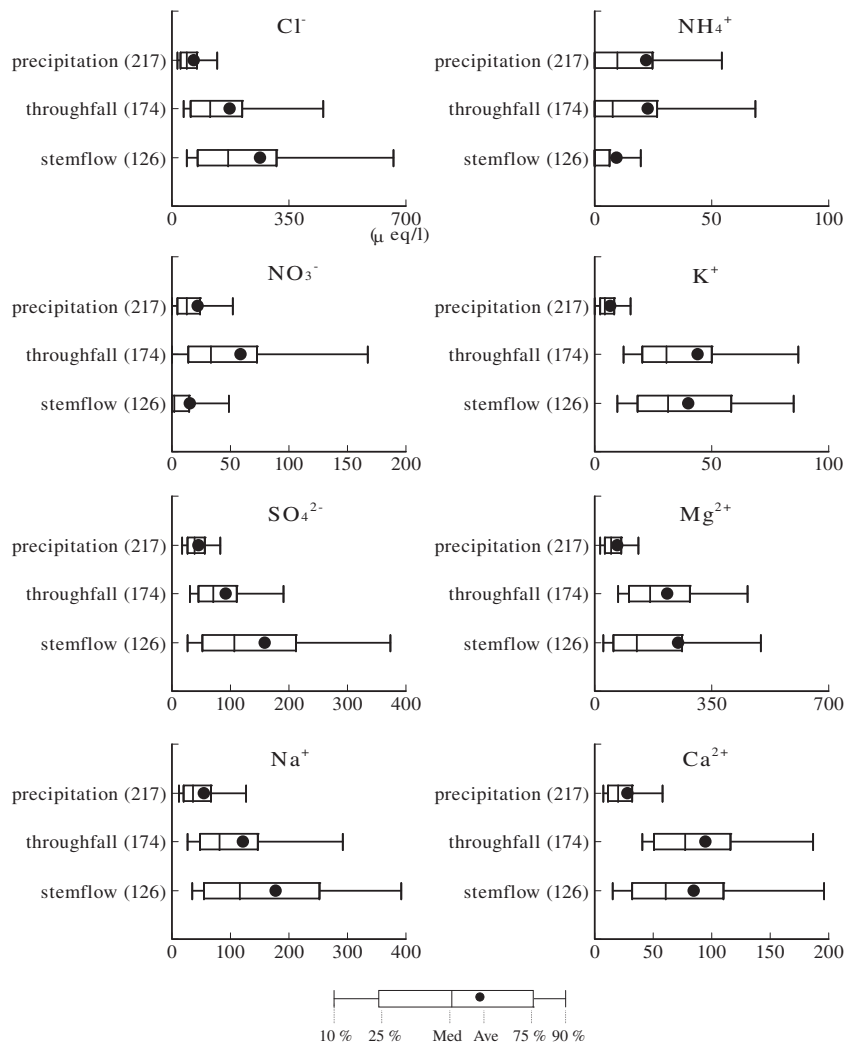 Cl⁻
precipitation (217)
throughfall (174)
stemflow (126)
0 350 700
(μ eq/l)
NH₄⁺
precipitation (217)
throughfall (174)
stemflow (126)
0 50 100
NO₃⁻
precipitation (217)
throughfall (174)
stemflow (126)
0 50 100 150 200
K⁺
precipitation (217)
throughfall (174)
stemflow (126)
0 50 100
SO₄²⁻
precipitation (217)
throughfall (174)
stemflow (126)
0 100 200 300 400
Mg²⁺
precipitation (217)
throughfall (174)
stemflow (126)
0 350 700
Na⁺
precipitation (217)
throughfall (174)
stemflow (126)
0 100 200 300 400
Ca²⁺
precipitation (217)
throughfall (174)
stemflow (126)
0 50 100 150 200
10 % 25 % Med Ave 75 % 90 %